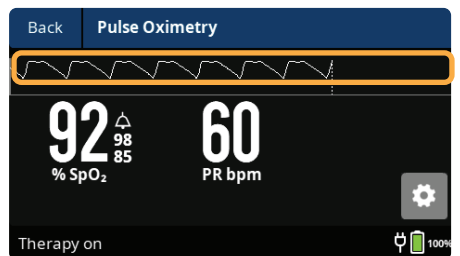 Back Pulse Oximetry
92 98 60
85
% SpO₂ PR bpm
Therapy on 100%